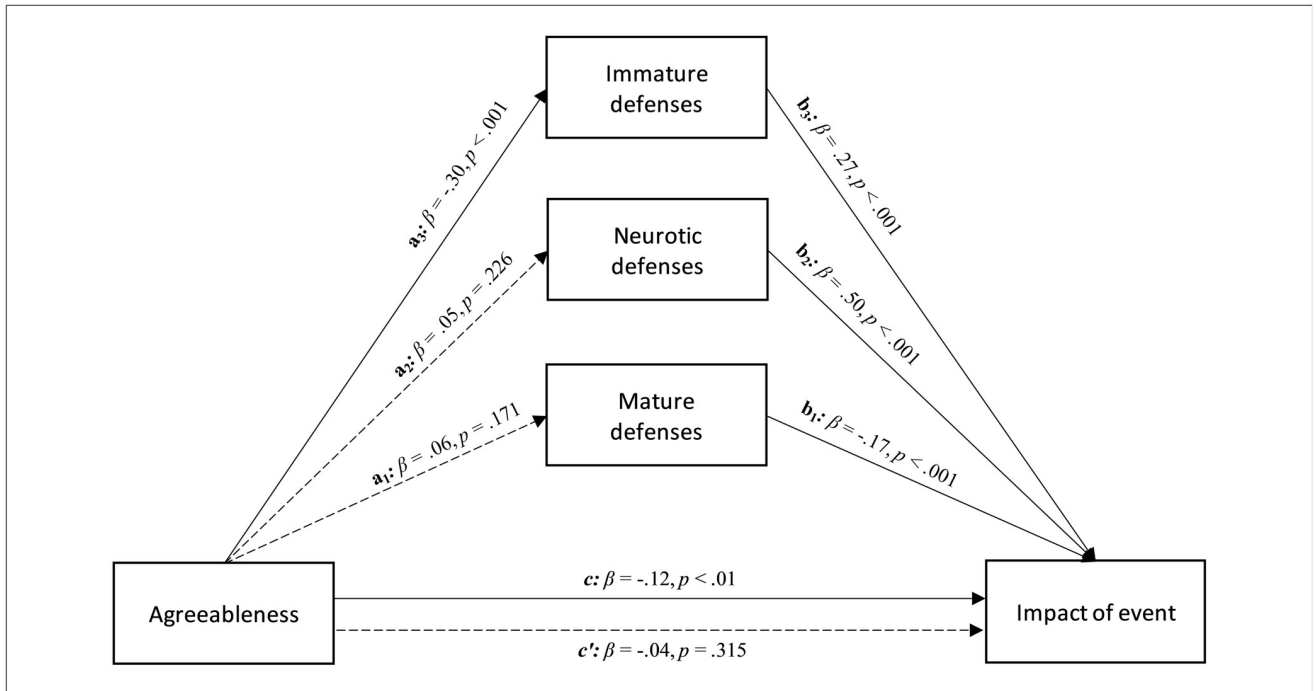 Immature
defenses
a₃: β = -.30, p < .001
b₃: β = .27, p < .001
Neurotic
defenses
a₂: β = .05, p = .226
b₂: β = .50, p < .001
Mature
defenses
a₁: β = .06, p = .171
b₁: β = -.17, p < .001
Agreeableness
c: β = -.12, p < .01
Impact of event
c': β = -.04, p = .315